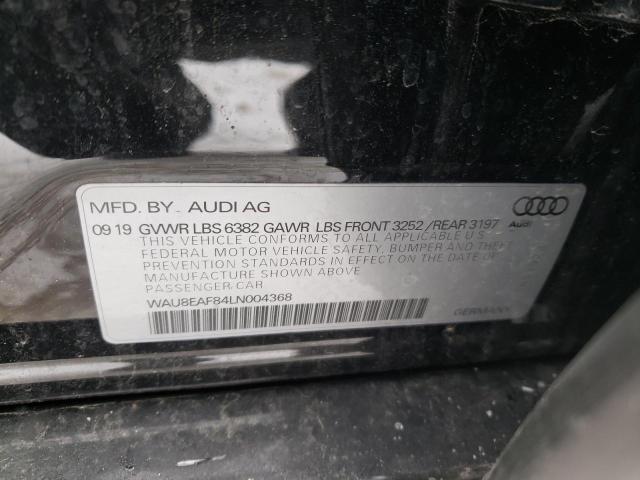 MFD. BY. AUDI AG
09 19 GVWR LBS 6382 GAWR LBS FRONT 3252 /REAR 3197
Audi
THIS VEHICLE CONFORMS TO ALL APPLICABLE U S
FEDERAL MOTOR VEHICLE SAFETY, BUMPER AND THEFT
PREVENTION STANDARDS IN EFFECT ON THE DATE OF
MANUFACTURE SHOWN ABOVE
PASSENGER CAR
WAU8EAF84LN004368
GERMANY